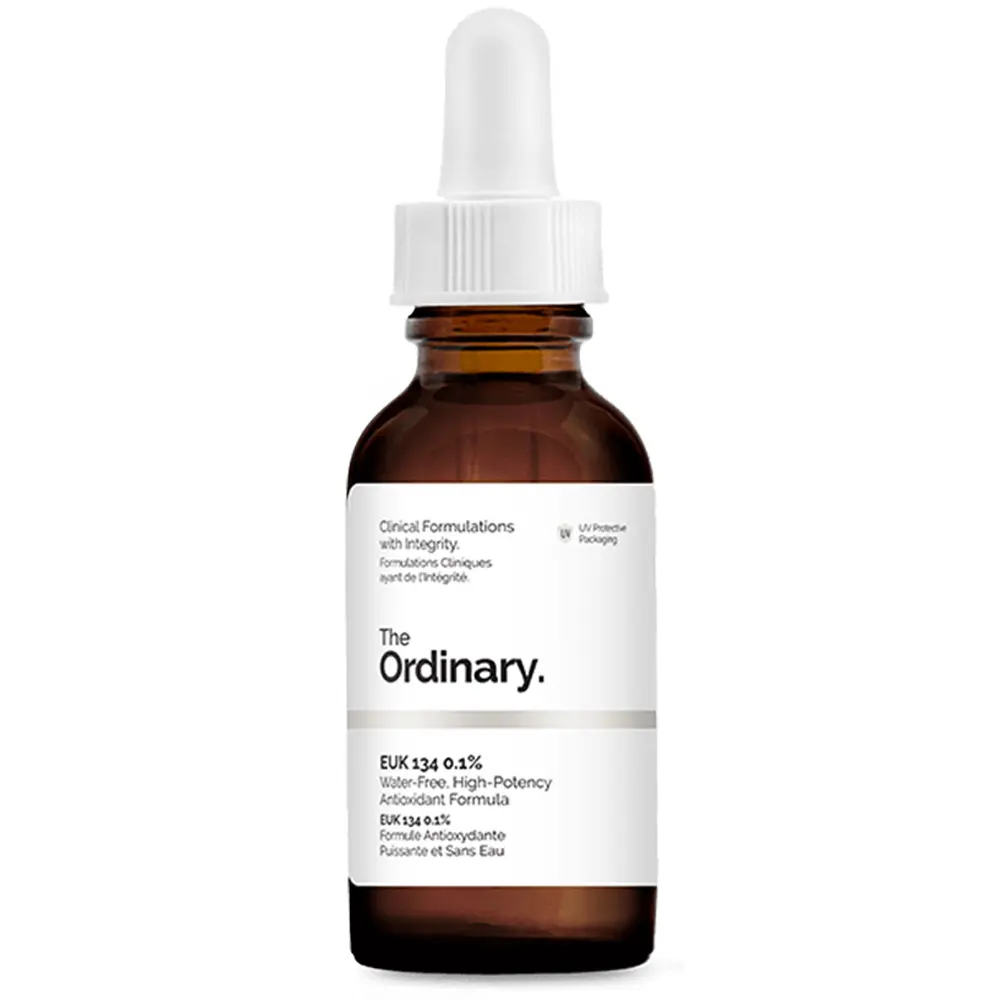 Clinical Formulations
with Integrity.
Formulations Cliniques
ayant de l'Intégrité.
UV
UV Protective
Packaging
The
Ordinary.
EUK 134 0.1%
Water-Free, High-Potency
Antioxidant Formula
EUK 134 0.1%
Formule Antioxydante
Puissante et Sans Eau